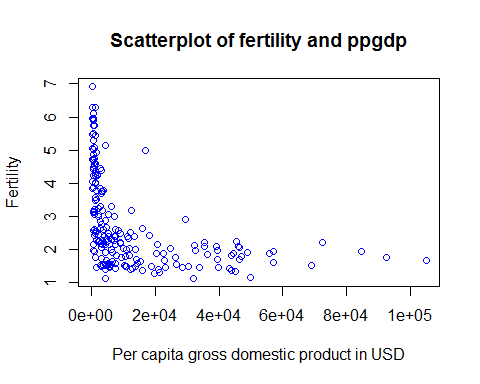 Scatterplot of fertility and ppgdp
Fertility
7
6
5
4
3
2
1
0e+00 2e+04 4e+04 6e+04 8e+04 1e+05
Per capita gross domestic product in USD